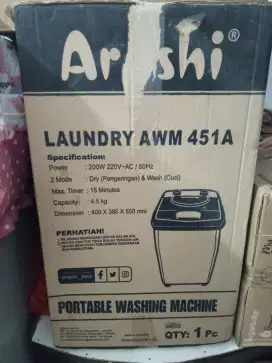 Arashi®
LAUNDRY AWM 451A
Specification:
Power : 200W 220V~AC / 50Hz
2 Mode : Dry (Pengeringan) & Wash (Cuci)
Max. Timer : 15 Minutes
Capacity : 4.5 kg
Dimension : 400 X 380 X 650 mm
PERHATIAN!
PORTABLE WASHING MACHINE
QTY: 1 Pc